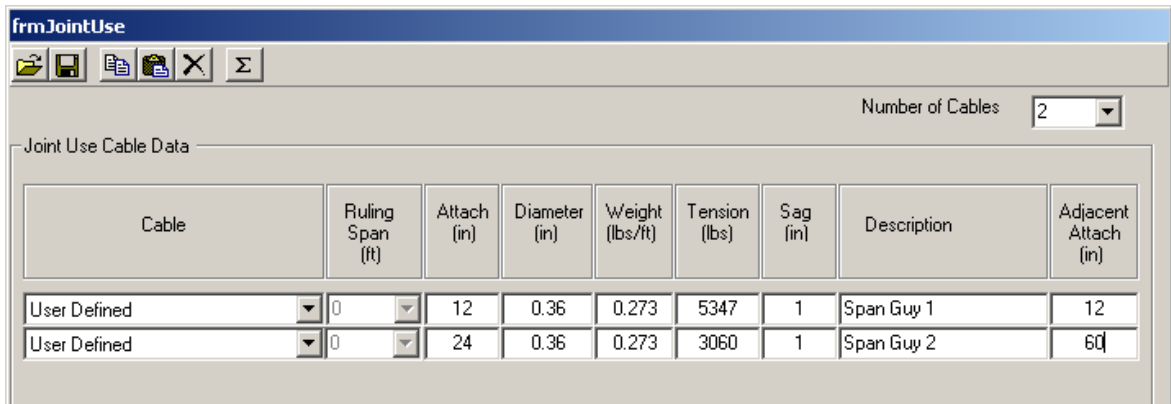 frmJointUse
Σ
Number of Cables 2
Joint Use Cable Data
Cable Ruling Span (ft) Attach (in) Diameter (in) Weight (lbs/ft) Tension (lbs) Sag (in) Description Adjacent Attach (in)
User Defined 0 12 0.36 0.273 5347 1 Span Guy 1 12
User Defined 0 24 0.36 0.273 3060 1 Span Guy 2 60